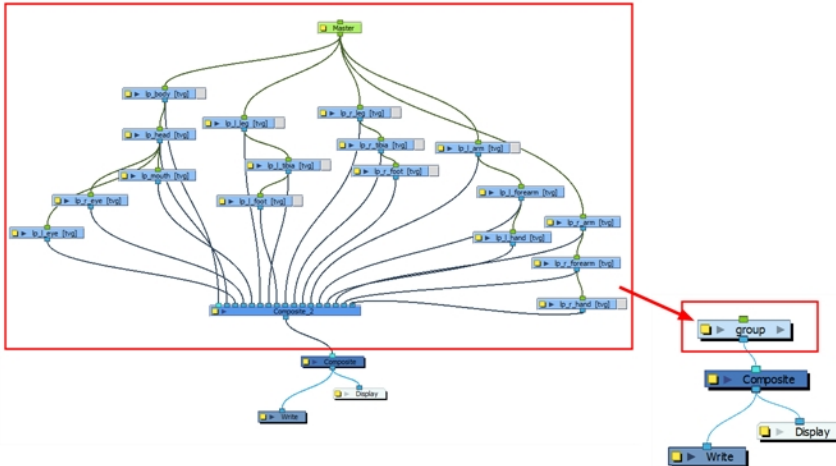 Master
lp_body [tvg]
lp_l_leg [tvg]
lp_r_leg [tvg]
lp_head [tvg]
lp_r_tibia [tvg]
lp_l_arm [tvg]
lp_l_tibia [tvg]
lp_mouth [tvg]
lp_r_foot [tvg]
lp_r_eye [tvg]
lp_l_foot [tvg]
lp_l_forearm [tvg]
lp_l_eye [tvg]
lp_l_hand [tvg]
lp_r_arm [tvg]
lp_r_forearm [tvg]
lp_r_hand [tvg]
Composite_2
Composite
Display
Write
group
Composite
Display
Write